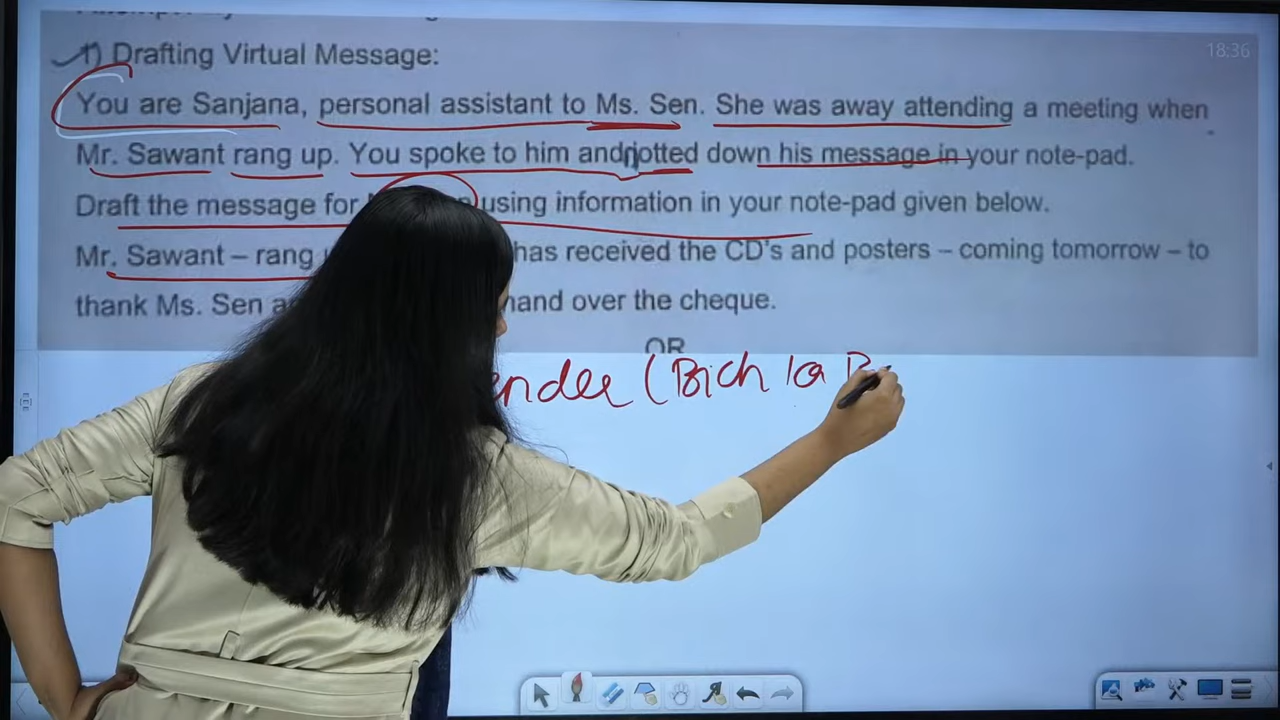 1) Drafting Virtual Message:
18:36
You are Sanjana, personal assistant to Ms. Sen. She was away attending a meeting when
Mr. Sawant rang up. You spoke to him and jotted down his message in your note-pad.
Draft the message for using information in your note-pad given below.
Mr. Sawant – rang has received the CD's and posters – coming tomorrow – to
thank Ms. Sen hand over the cheque.
OR